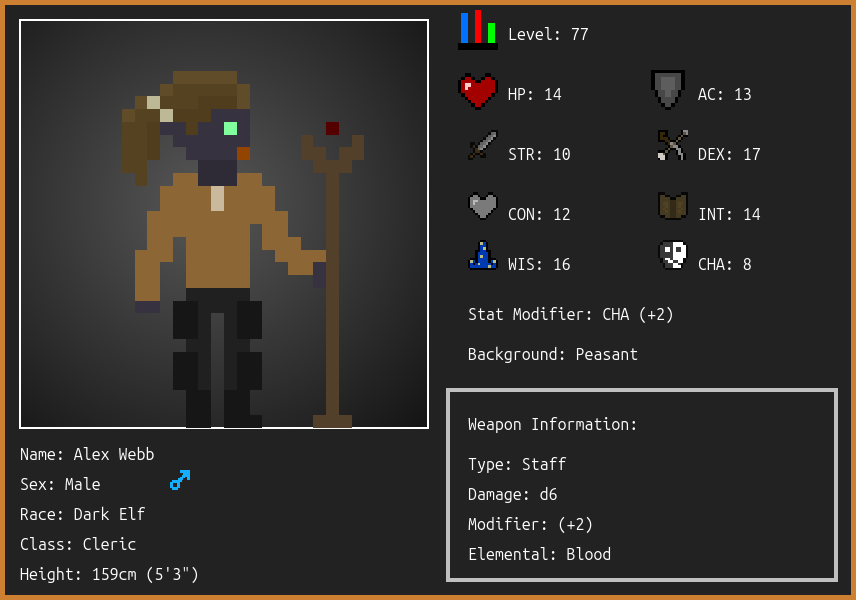 Level: 77
HP: 14
AC: 13
STR: 10
DEX: 17
CON: 12
INT: 14
WIS: 16
CHA: 8
Stat Modifier: CHA (+2)
Background: Peasant
Weapon Information:
Type: Staff
Damage: d6
Modifier: (+2)
Elemental: Blood
Name: Alex Webb
Sex: Male
Race: Dark Elf
Class: Cleric
Height: 159cm (5'3")